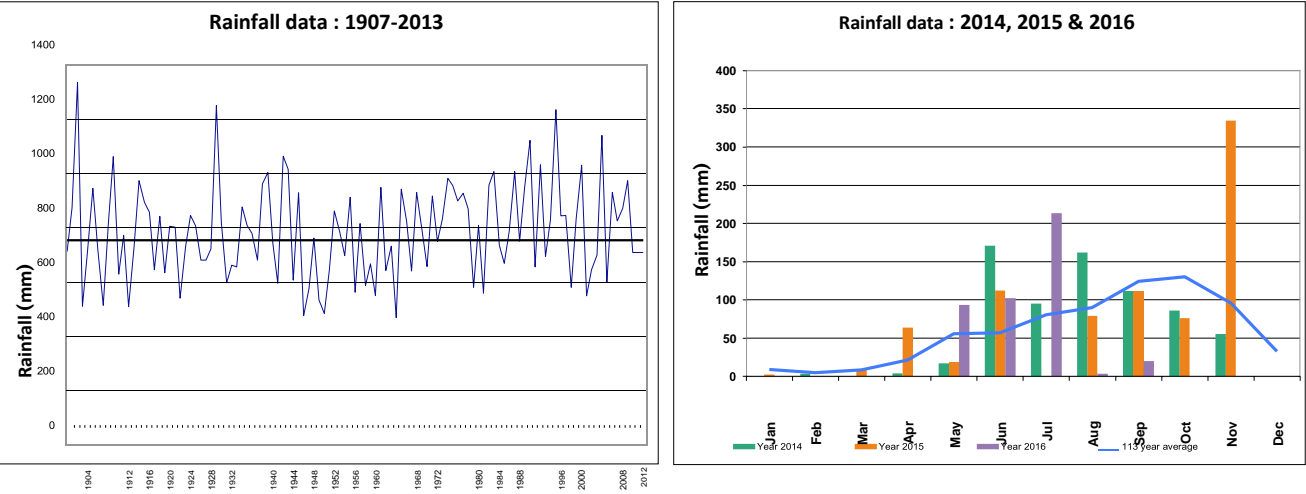 Rainfall data : 1907-2013
1400
1200
1000
800
600
400
200
0
Rainfall (mm)
1904
1912
1916
1920
1924
1928
1932
1940
1944
1948
1952
1956
1960
1968
1972
1980
1984
1988
1996
2000
2008
2012
Rainfall data : 2014, 2015 & 2016
400
350
300
250
200
150
100
50
0
Rainfall (mm)
Jan
Feb
Mar
Apr
May
Jun
Jul
Aug
Sep
Oct
Nov
Dec
Year 2014
Year 2015
Year 2016
113 year average